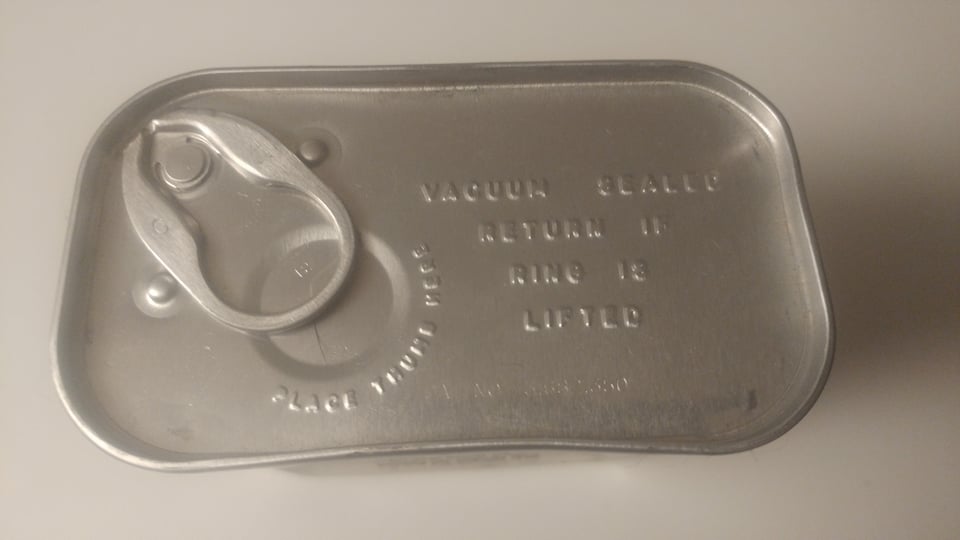 VACUUM SEALED
RETURN IF
RING IS
LIFTED
PLACE THUMB HERE